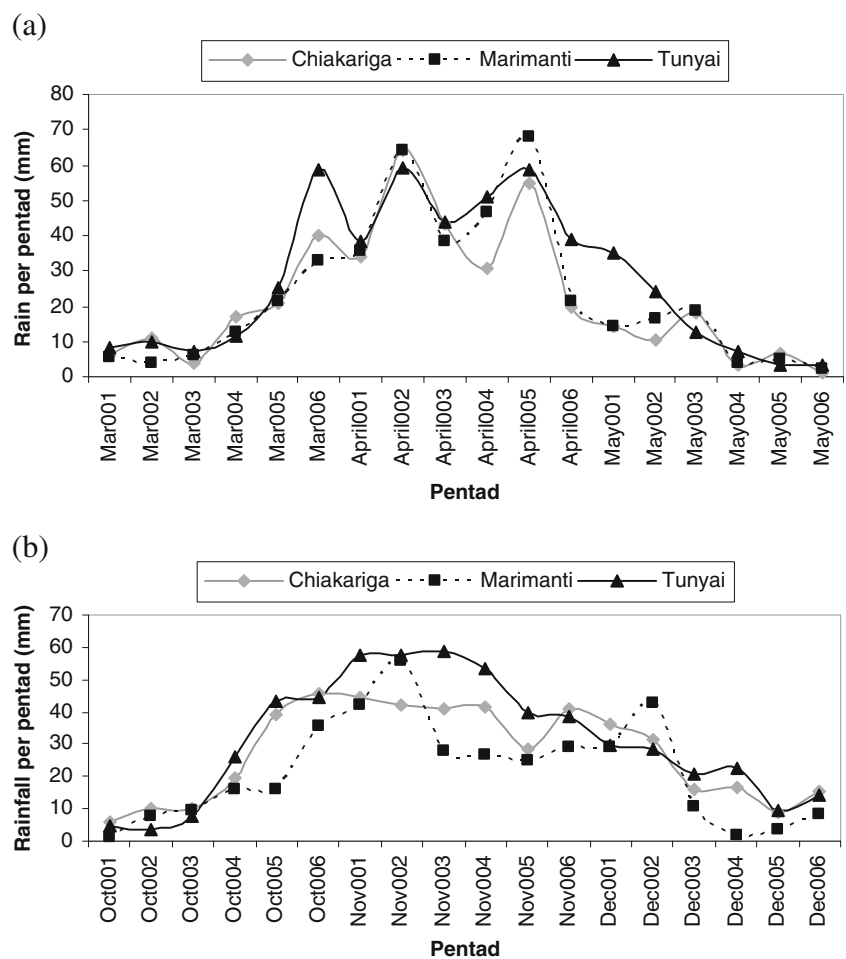 (a)
Chiakariga Marimanti Tunyai
Rain per pentad (mm)
80
70
60
50
40
30
20
10
0
Mar001
Mar002
Mar003
Mar004
Mar005
Mar006
April001
April002
April003
April004
April005
April006
May001
May002
May003
May004
May005
May006
Pentad
(b)
Chiakariga Marimanti Tunyai
Rainfall per pentad (mm)
70
60
50
40
30
20
10
0
Oct001
Oct002
Oct003
Oct004
Oct005
Oct006
Nov001
Nov002
Nov003
Nov004
Nov005
Nov006
Dec001
Dec002
Dec003
Dec004
Dec005
Dec006
Pentad